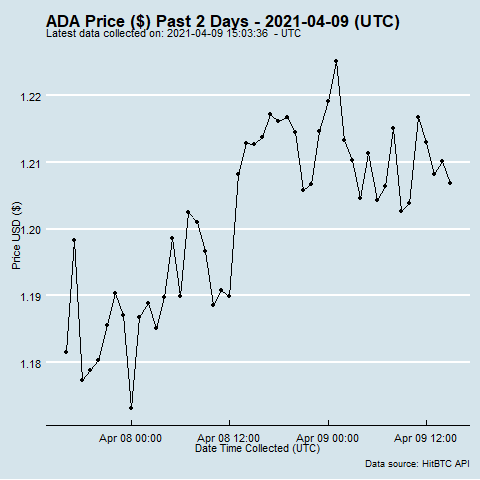 ADA Price ($) Past 2 Days - 2021-04-09 (UTC)
Latest data collected on: 2021-04-09 15:03:36  - UTC
1.22
1.21
1.20
1.19
1.18
Price USD ($)
Apr 08 00:00
Apr 08 12:00
Apr 09 00:00
Apr 09 12:00
Date Time Collected (UTC)
Data source: HitBTC API